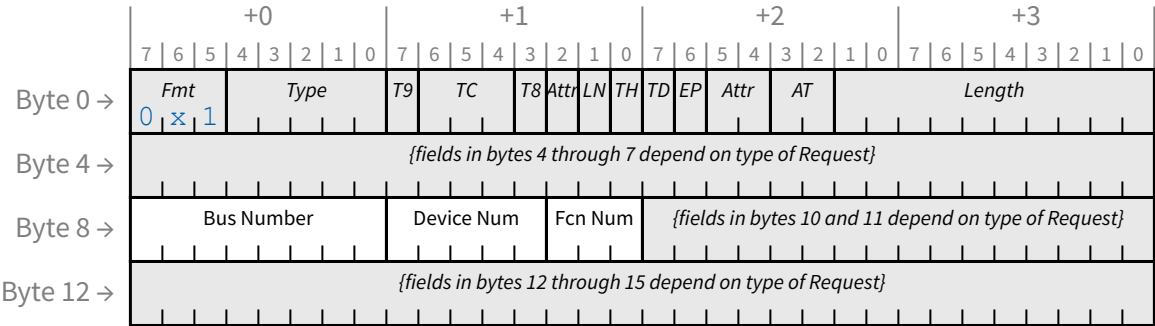 +0 +1 +2 +3
7 6 5 4 3 2 1 0 7 6 5 4 3 2 1 0 7 6 5 4 3 2 1 0 7 6 5 4 3 2 1 0
Byte 0 → Fmt Type T9 TC T8 Attr LN TH TD EP Attr AT Length
0 x 1
Byte 4 → {fields in bytes 4 through 7 depend on type of Request}
Byte 8 → Bus Number Device Num Fcn Num {fields in bytes 10 and 11 depend on type of Request}
Byte 12 → {fields in bytes 12 through 15 depend on type of Request}